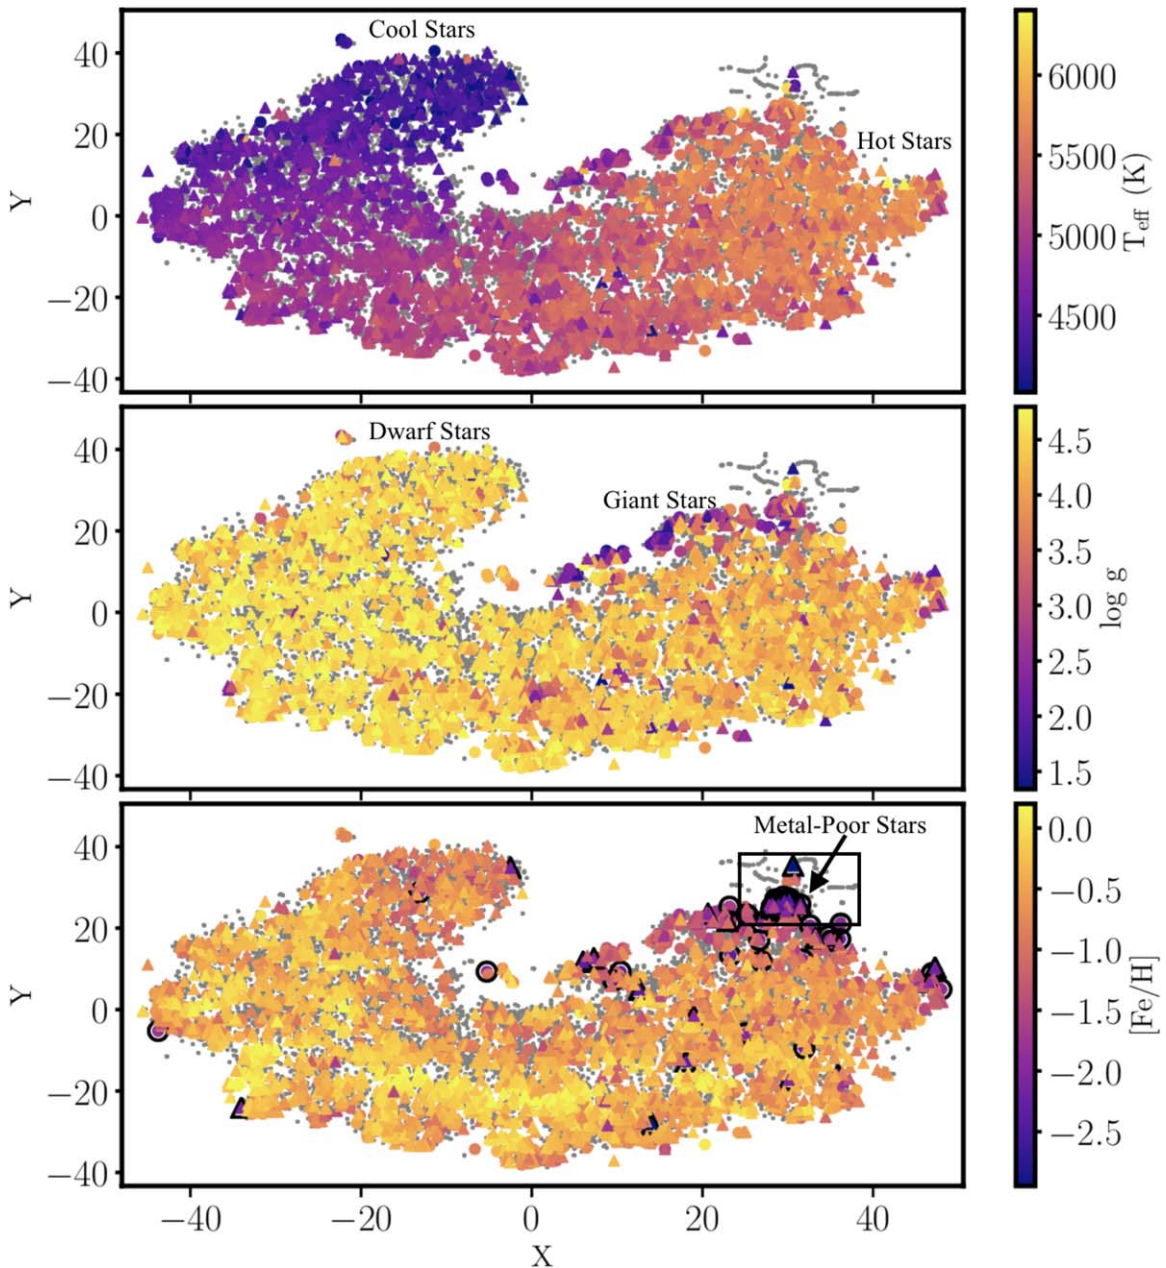 Cool Stars
Hot Stars
40
20
0
−20
−40
Y
6000
5500
5000
4500
T_eff (K)
Dwarf Stars
Giant Stars
40
20
0
−20
−40
Y
4.5
4.0
3.5
3.0
2.5
2.0
1.5
log g
Metal-Poor Stars
40
20
0
−20
−40
Y
0.0
−0.5
−1.0
−1.5
−2.0
−2.5
[Fe/H]
−40 −20 0 20 40
X